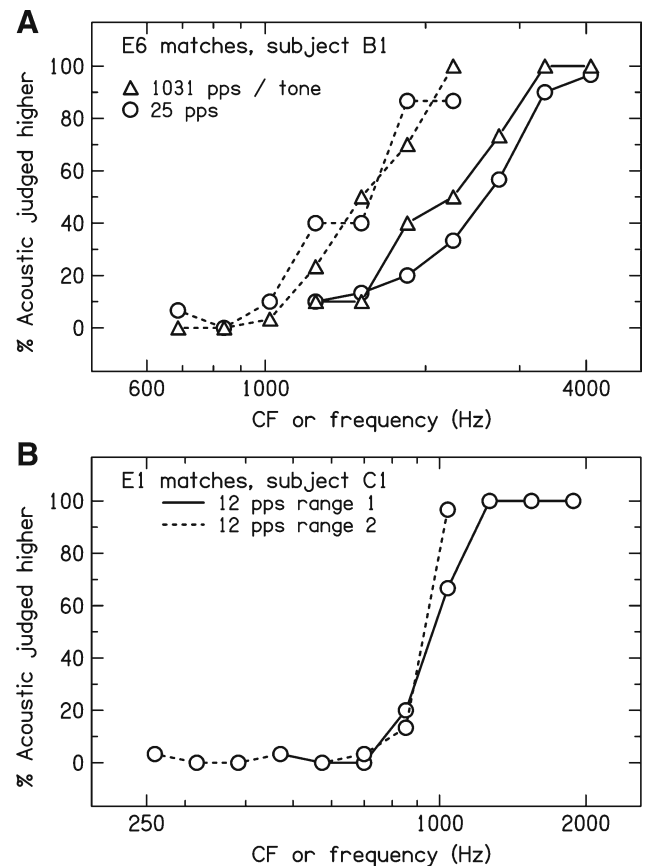 A
E6 matches, subject B1
1031 pps / tone
25 pps
% Acoustic judged higher
100
80
60
40
20
0
600
1000
4000
CF or frequency (Hz)
B
E1 matches, subject C1
12 pps range 1
12 pps range 2
% Acoustic judged higher
100
80
60
40
20
0
250
1000
2000
CF or frequency (Hz)